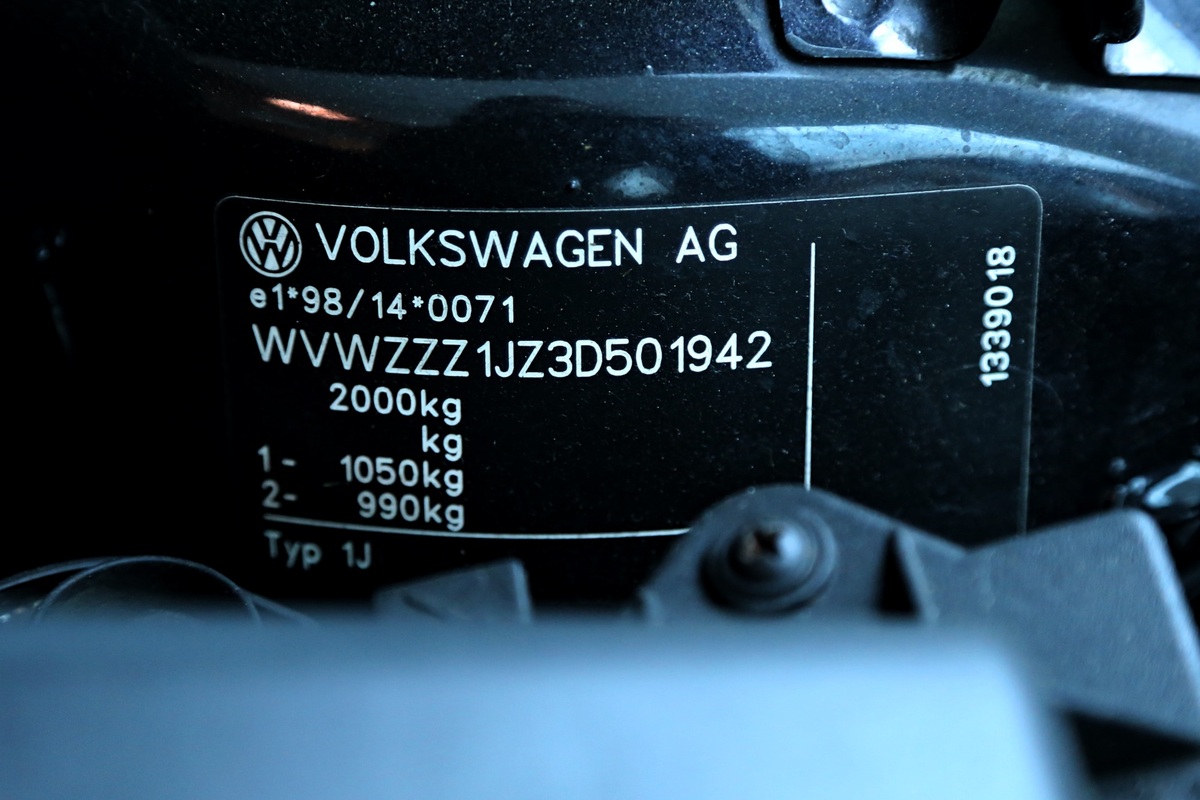 VOLKSWAGEN AG
e1*98/14*0071
WVWZZZ1JZ3D501942
2000kg
kg
1- 1050kg
2- 990kg
Typ 1J
1339018